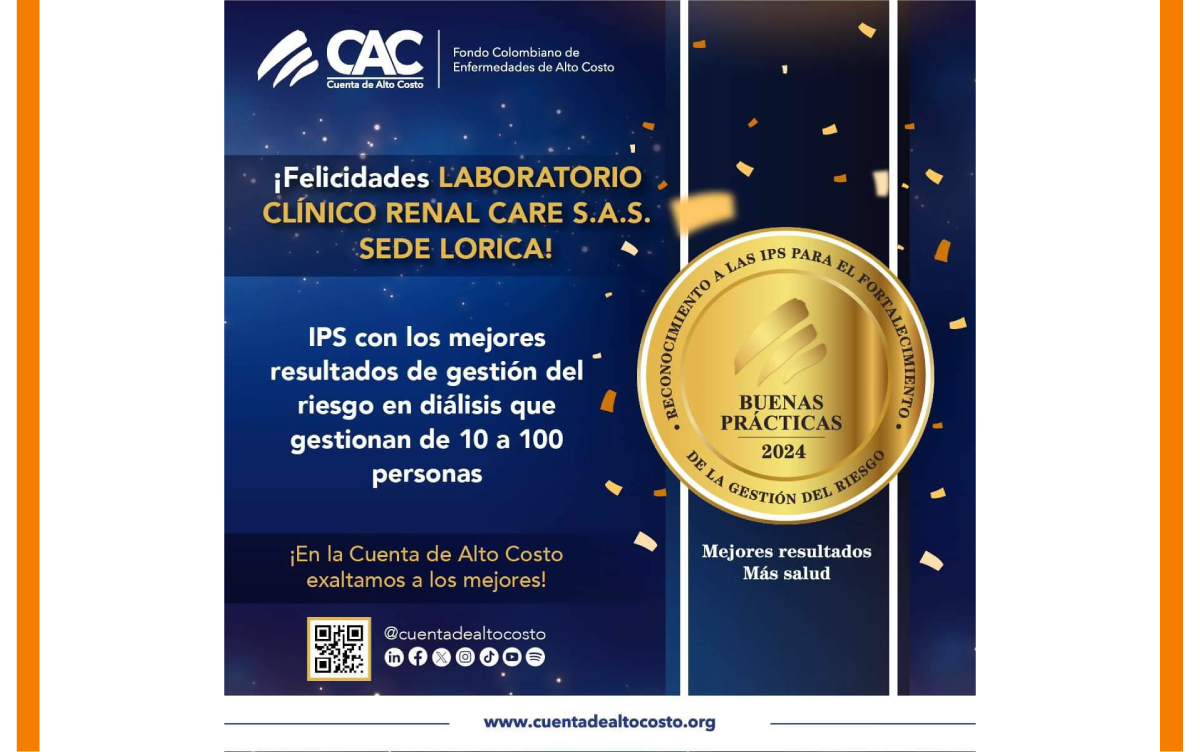 CAC
Cuenta de Alto Costo
Fondo Colombiano de
Enfermedades de Alto Costo
¡Felicidades LABORATORIO
CLÍNICO RENAL CARE S.A.S.
SEDE LORICA!
IPS con los mejores
resultados de gestión del
riesgo en diálisis que
gestionan de 10 a 100
personas
• RECONOCIMIENTO A LAS IPS PARA EL FORTALECIMIENTO •
DE LA GESTIÓN DEL RIESGO
BUENAS
PRÁCTICAS
2024
Mejores resultados
Más salud
¡En la Cuenta de Alto Costo
exaltamos a los mejores!
@cuentadealtocosto
www.cuentadealtocosto.org